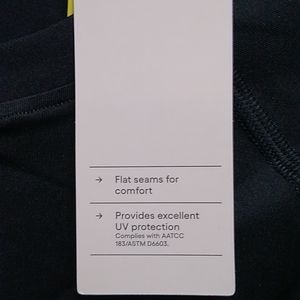 → Flat seams for
comfort
→ Provides excellent
UV protection
Complies with AATCC
183/ASTM D6603.